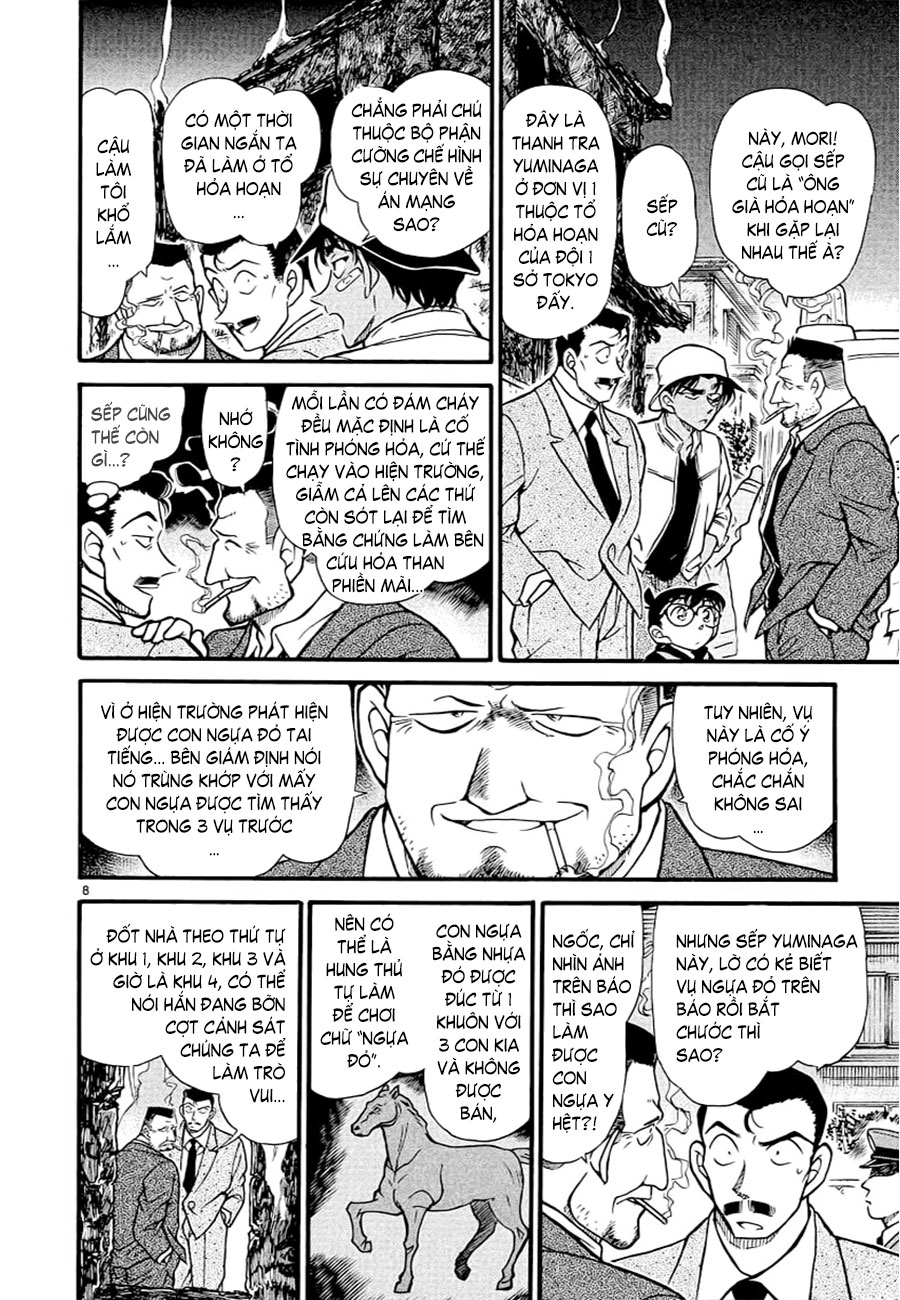 NÀY, MORI!
CẬU GỌI SẾP
CŨ LÀ "ÔNG
GIÀ HỎA HOẠN"
KHI GẶP LẠI
NHAU THẾ À?
SẾP
CŨ?
ĐÂY LÀ
THANH TRA
YUMINAGA
Ở ĐƠN VỊ 1
THUỘC TỔ
HỎA HOẠN
CỦA ĐỘI 1
SỞ TOKYO
ĐẤY.
CHẲNG PHẢI CHÚ
THUỘC BỘ PHẬN
CƯỠNG CHẾ HÌNH
SỰ CHUYÊN VỀ
ÁN MẠNG
SAO?
CÓ MỘT THỜI
GIAN NGẮN TA
ĐÃ LÀM Ở TỔ
HỎA HOẠN
...
CẬU
LÀM
TÔI
KHỔ
LẮM
...
MỖI LẦN CÓ ĐÁM CHÁY
ĐỀU MẶC ĐỊNH LÀ CỐ
TÌNH PHÓNG HỎA, CỨ THẾ
CHẠY VÀO HIỆN TRƯỜNG,
GIẪM CẢ LÊN CÁC THỨ
CÒN SÓT LẠI ĐỂ TÌM
BẰNG CHỨNG LÀM BÊN
CỨU HỎA THAN
PHIỀN MÃI...
NHỚ
KHÔNG
?
SẾP CŨNG
THẾ CÒN
GÌ...?
TUY NHIÊN, VỤ
NÀY LÀ CỐ Ý
PHÓNG HỎA,
CHẮC CHẮN
KHÔNG SAI
...
VÌ Ở HIỆN TRƯỜNG PHÁT HIỆN
ĐƯỢC CON NGỰA ĐỎ TAI
TIẾNG... BÊN GIÁM ĐỊNH NÓI
NÓ TRÙNG KHỚP VỚI MẤY
CON NGỰA ĐƯỢC TÌM THẤY
TRONG 3 VỤ TRƯỚC
...
8
NHƯNG SẾP YUMINAGA
NÀY, LỠ CÓ KẺ BIẾT
VỤ NGỰA ĐỎ TRÊN
BÁO RỒI BẮT
CHƯỚC THÌ
SAO?
NGỐC, CHỈ
NHÌN ẢNH
TRÊN BÁO
THÌ SAO
LÀM
ĐƯỢC
CON
NGỰA Y
HỆT?!
CON NGỰA
BẰNG NHỰA
ĐÓ ĐƯỢC
ĐÚC TỪ 1
KHUÔN VỚI
3 CON KIA
VÀ KHÔNG
ĐƯỢC
BÁN,
NÊN CÓ
THỂ LÀ
HUNG THỦ
TỰ LÀM
ĐỂ CHƠI
CHỮ "NGỰA
ĐỎ".
ĐỐT NHÀ THEO THỨ TỰ
Ở KHU 1, KHU 2, KHU 3 VÀ
GIỜ LÀ KHU 4, CÓ THỂ
NÓI HẮN ĐANG BỠN
CỢT CẢNH SÁT
CHÚNG TA ĐỂ
LÀM TRÒ
VUI...